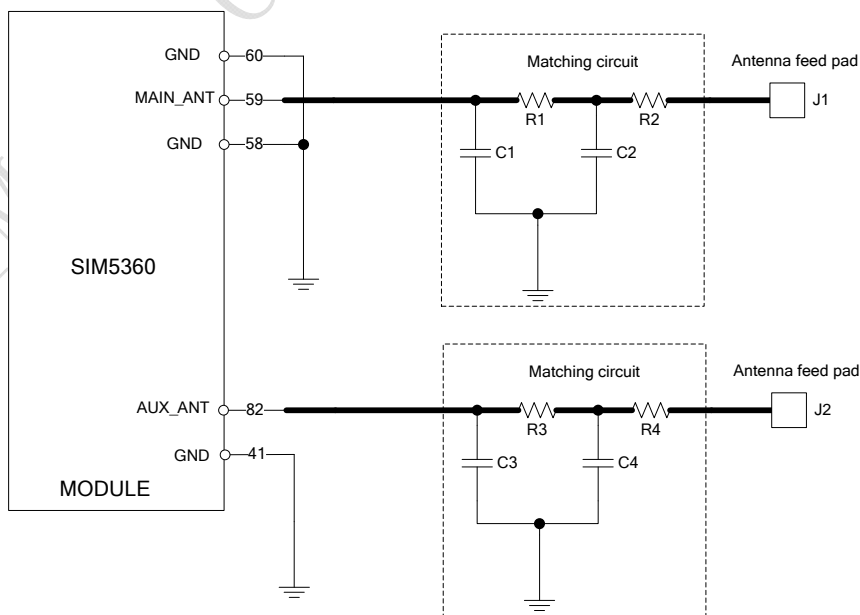 GND 60
MAIN_ANT 59
GND 58
SIM5360
AUX_ANT 82
GND 41
MODULE
Matching circuit
R1
R2
C1
C2
Antenna feed pad
J1
Matching circuit
R3
R4
C3
C4
Antenna feed pad
J2